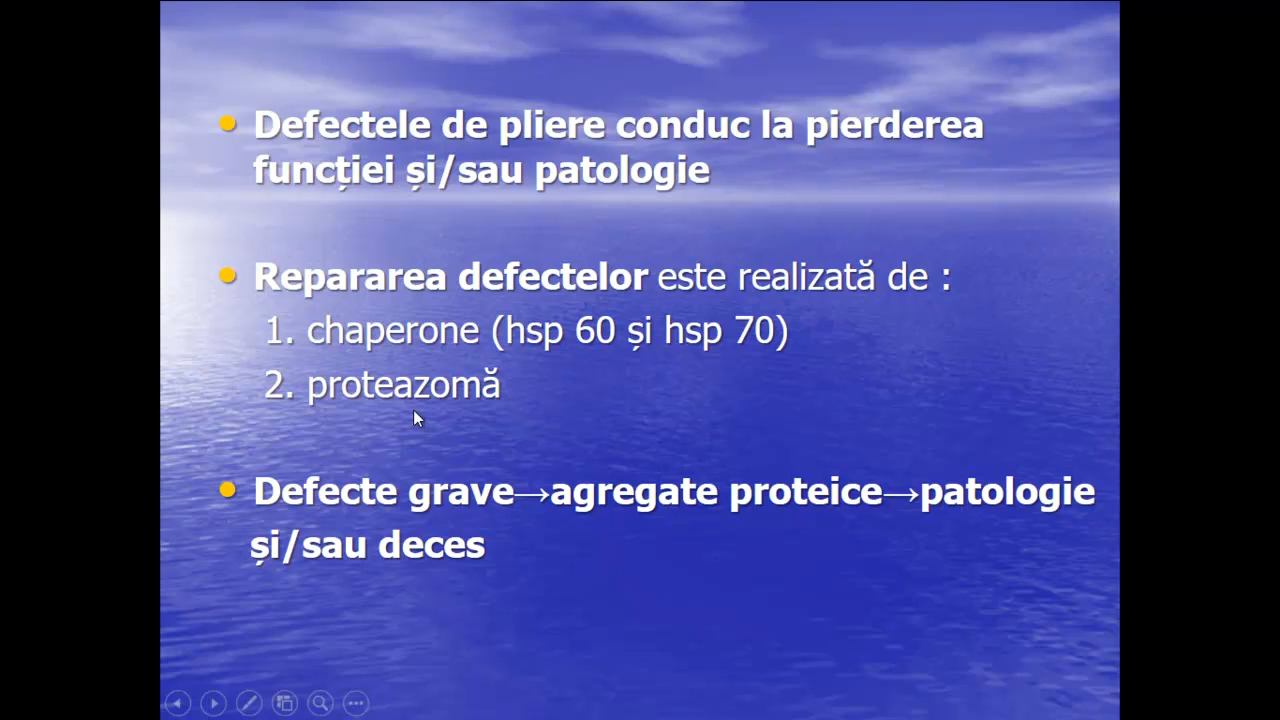 Defectele de pliere conduc la pierderea
funcției și/sau patologie
Repararea defectelor este realizată de :
1. chaperone (hsp 60 și hsp 70)
2. proteazomă
Defecte grave→agregate proteice→patologie
și/sau deces